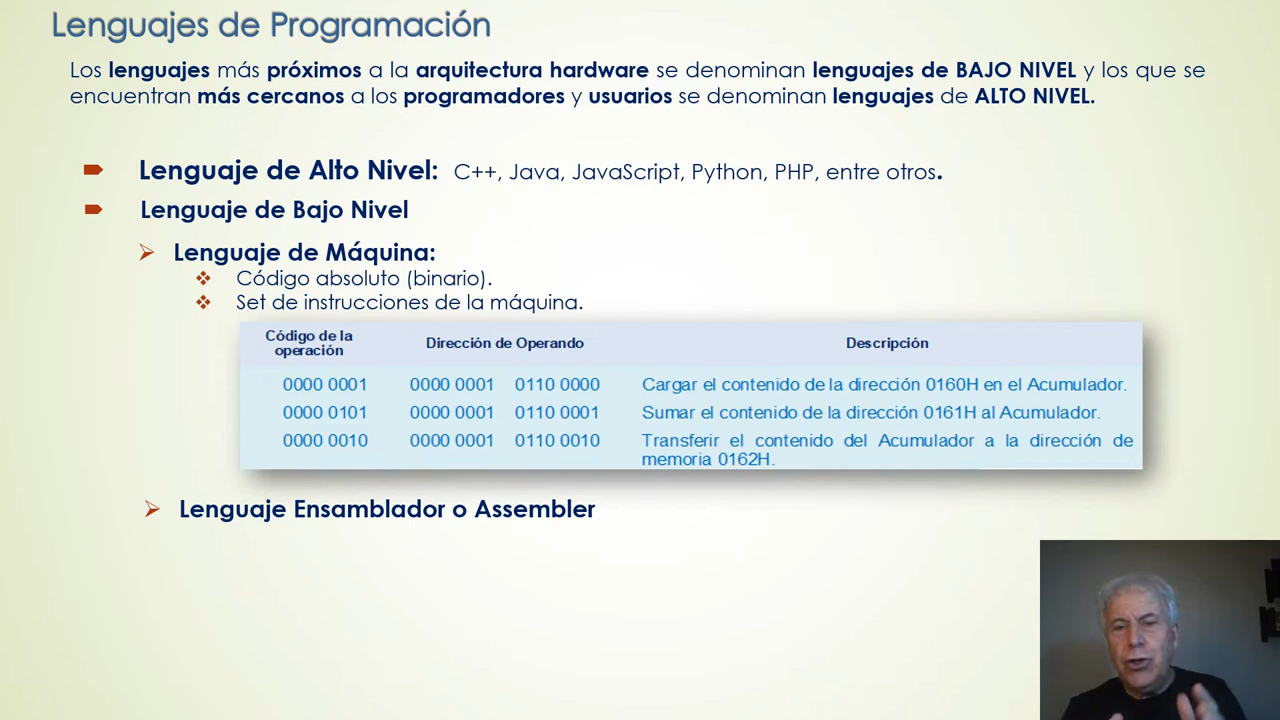 Lenguajes de Programación
Los lenguajes más próximos a la arquitectura hardware se denominan lenguajes de BAJO NIVEL y los que se
encuentran más cercanos a los programadores y usuarios se denominan lenguajes de ALTO NIVEL.
Lenguaje de Alto Nivel: C++, Java, JavaScript, Python, PHP, entre otros.
Lenguaje de Bajo Nivel
Lenguaje de Máquina:
Código absoluto (binario).
Set de instrucciones de la máquina.
Código de la operación Dirección de Operando Descripción
0000 0001 0000 0001 0110 0000 Cargar el contenido de la dirección 0160H en el Acumulador.
0000 0101 0000 0001 0110 0001 Sumar el contenido de la dirección 0161H al Acumulador.
0000 0010 0000 0001 0110 0010 Transferir el contenido del Acumulador a la dirección de
memoria 0162H.
Lenguaje Ensamblador o Assembler